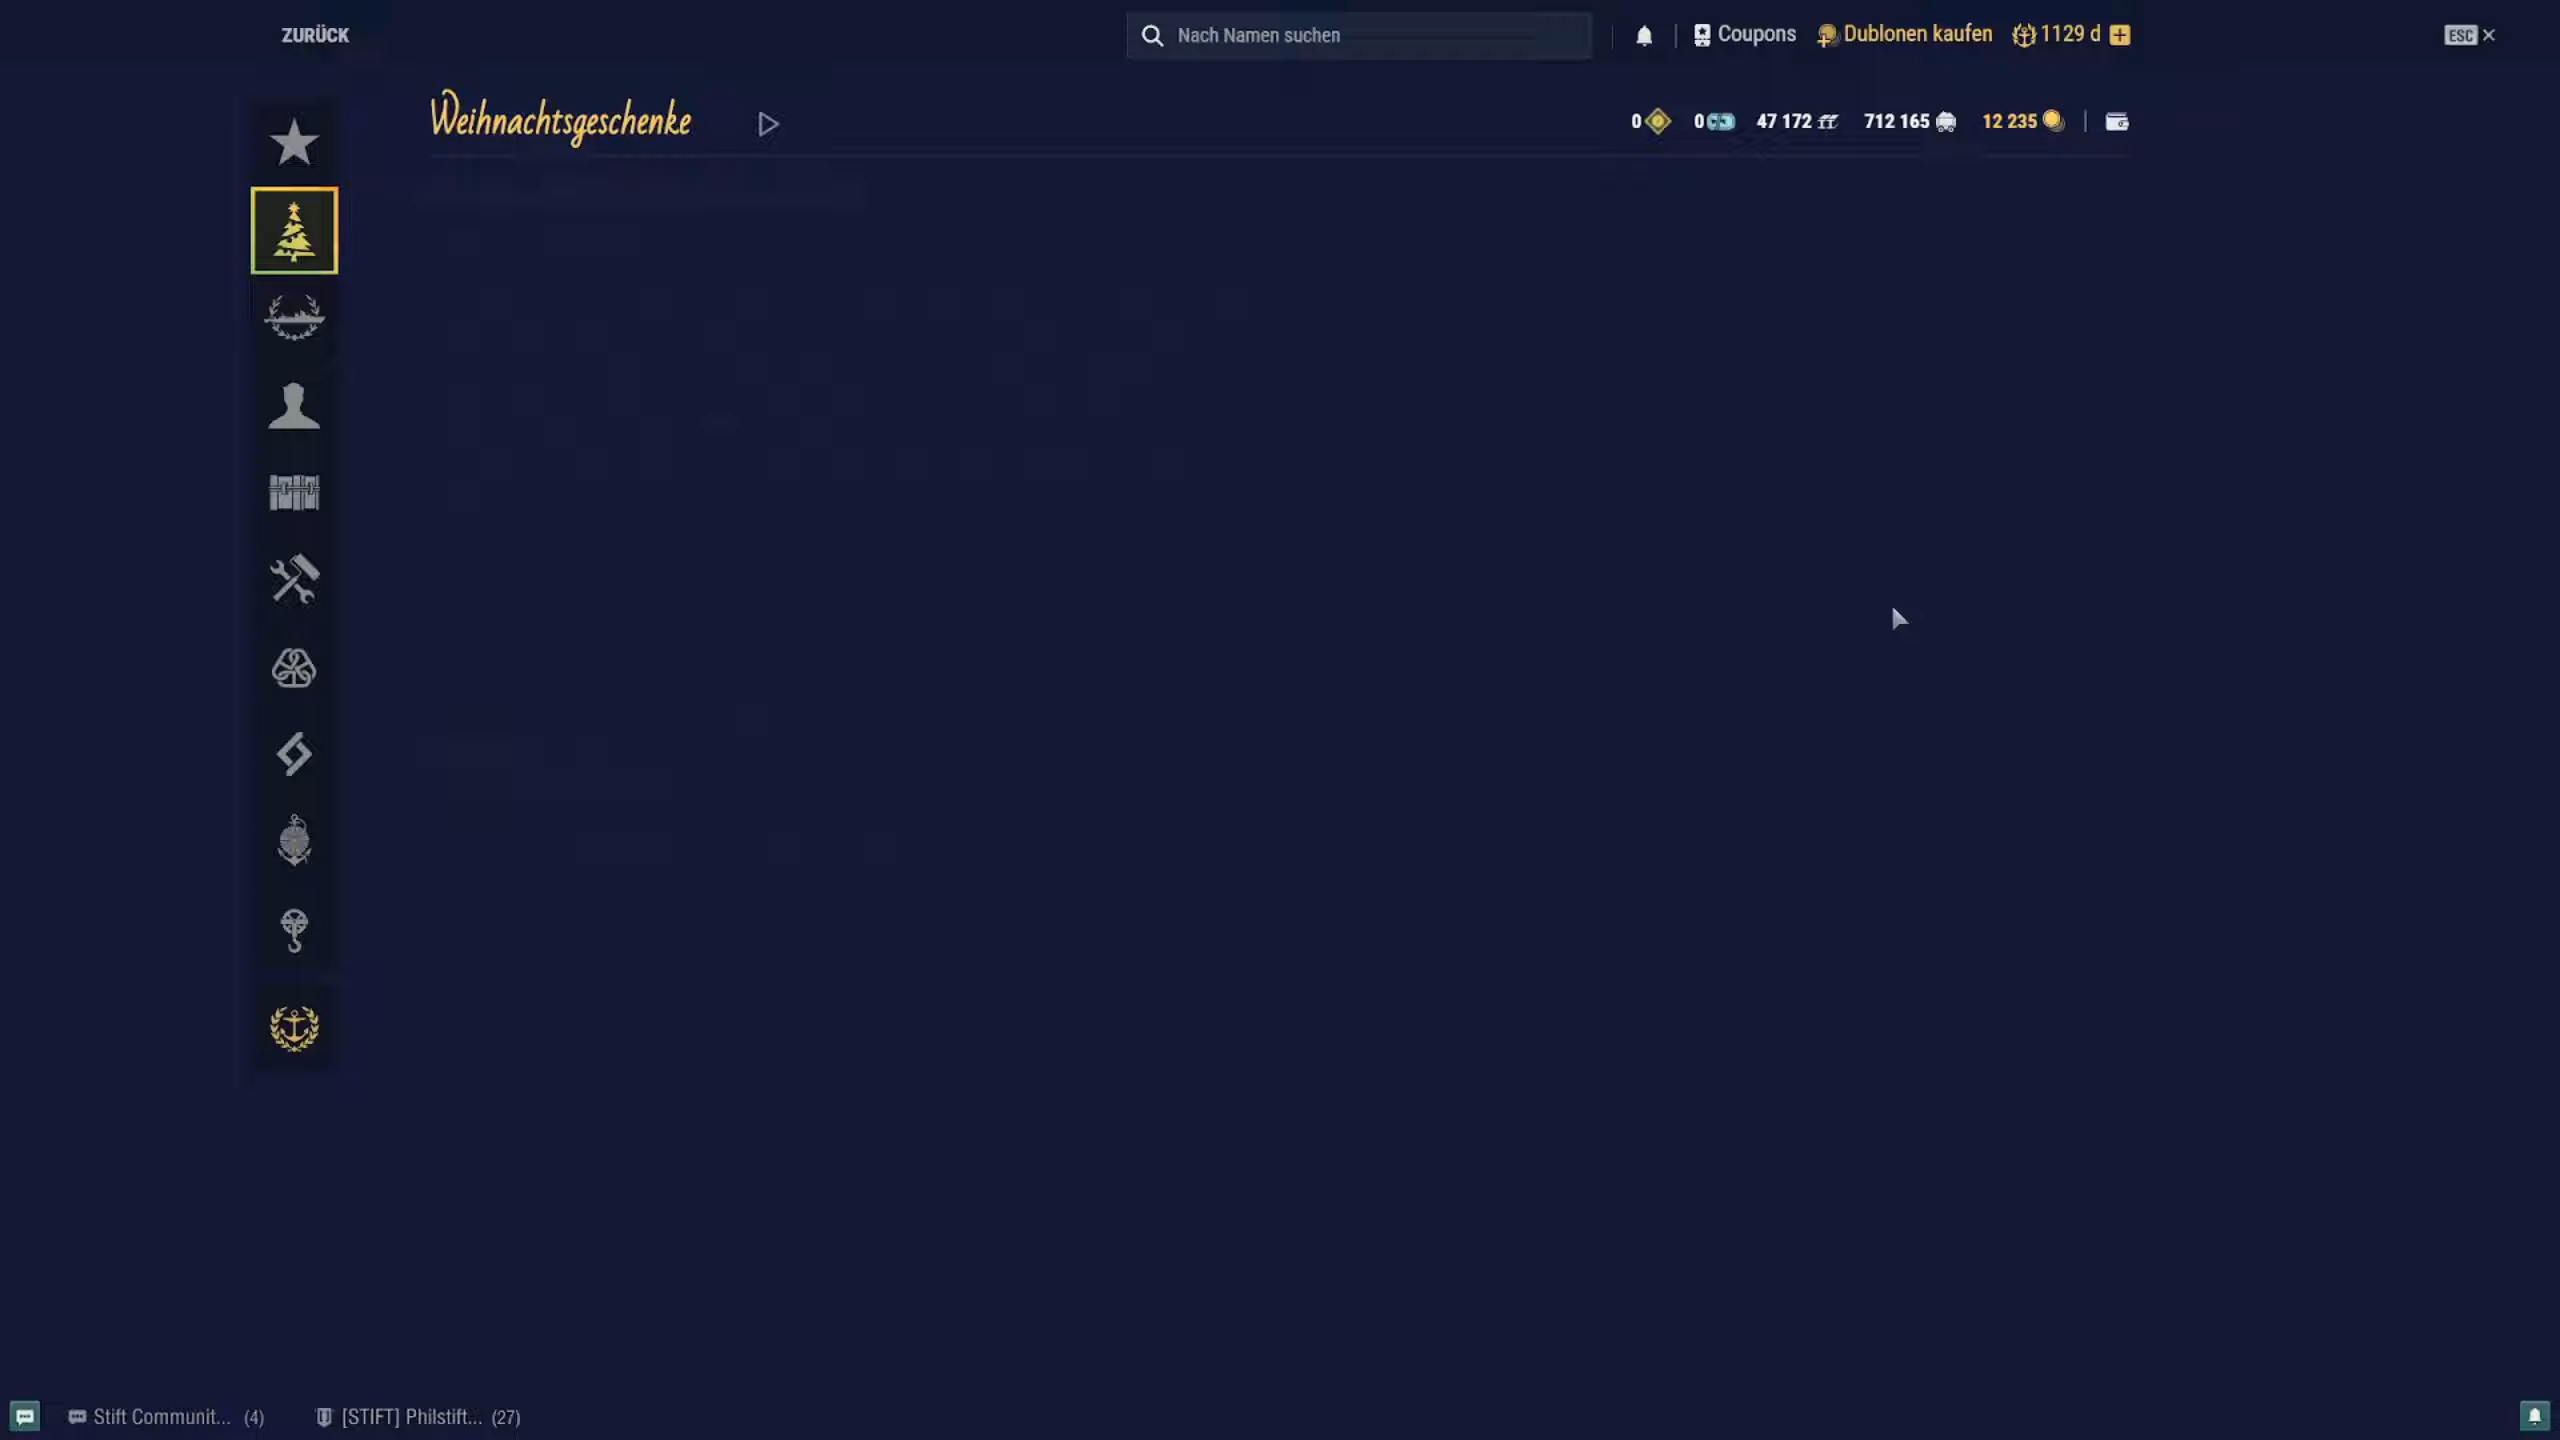 ZURÜCK
Nach Namen suchen
Coupons
Dublonen kaufen
1129 d
ESC
Weihnachtsgeschenke
0
0
47 172
712 165
12 235
Stift Communit... (4)
[STIFT] Philstift... (27)